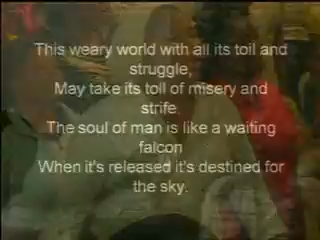 This weary world with all its toil and
struggle,
May take its toll of misery and
strife.
The soul of man is like a waiting
falcon
When it's released it's destined for
the sky.